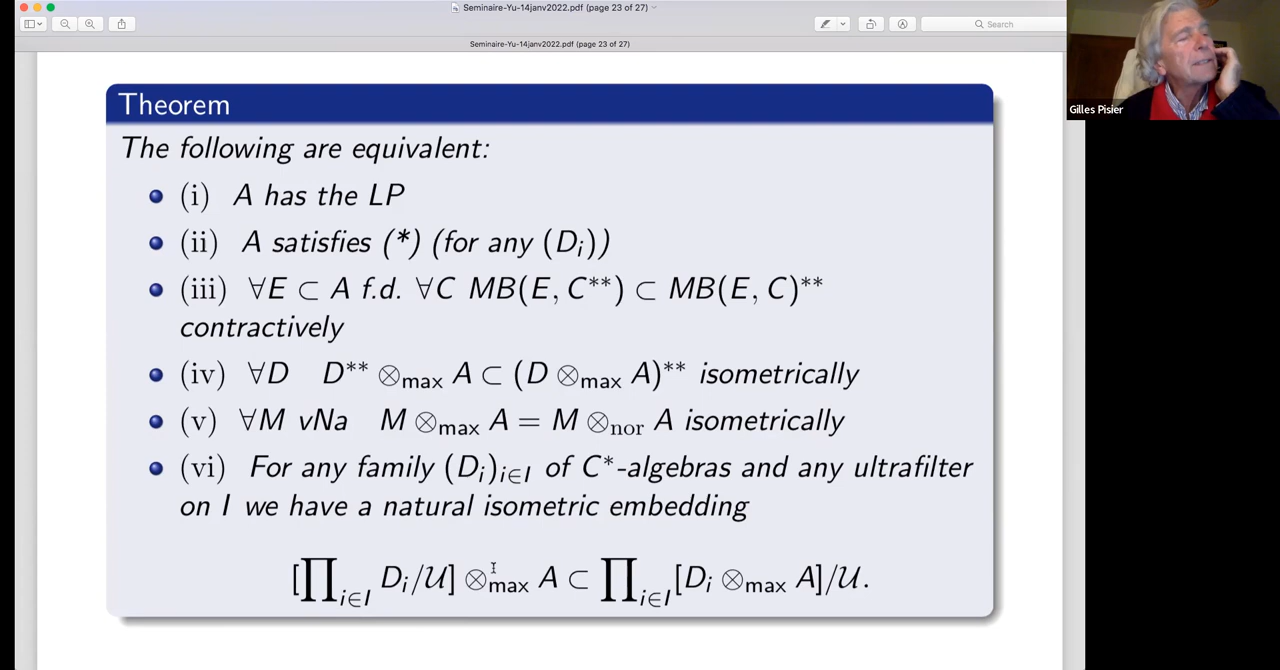 Seminaire-Yu-14janv2022.pdf (page 23 of 27)
Search
Seminaire-Yu-14janv2022.pdf (page 23 of 27)
Gilles Pisier
Theorem
The following are equivalent:
(i) A has the LP
(ii) A satisfies (*) (for any (D_i))
(iii) ∀E ⊂ A f.d. ∀C MB(E, C**) ⊂ MB(E, C)**
contractively
(iv) ∀D D** ⊗_max A ⊂ (D ⊗_max A)** isometrically
(v) ∀M vNa M ⊗_max A = M ⊗_nor A isometrically
(vi) For any family (D_i)_{i∈I} of C*-algebras and any ultrafilter
on I we have a natural isometric embedding
[∏_{i∈I} D_i/𝒰] ⊗_max A ⊂ ∏_{i∈I} [D_i ⊗_max A]/𝒰.